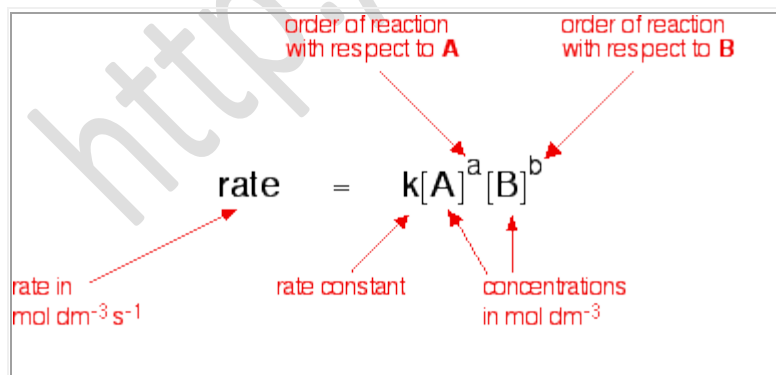 http:/
order of reaction
with respect to A
order of reaction
with respect to B
rate = k[A]^a[B]^b
rate in
mol dm⁻³ s⁻¹
rate constant
concentrations
in mol dm⁻³